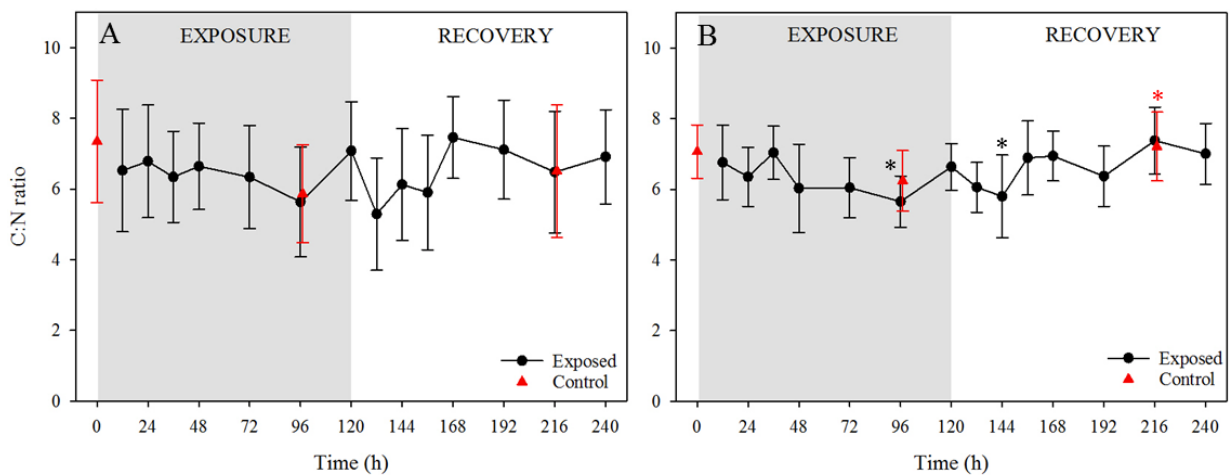 A
EXPOSURE
RECOVERY
10
8
6
4
2
0
C:N ratio
Exposed
Control
0 24 48 72 96 120 144 168 192 216 240
Time (h)
B
EXPOSURE
RECOVERY
*
*
*
10
8
6
4
2
0
Exposed
Control
0 24 48 72 96 120 144 168 192 216 240
Time (h)